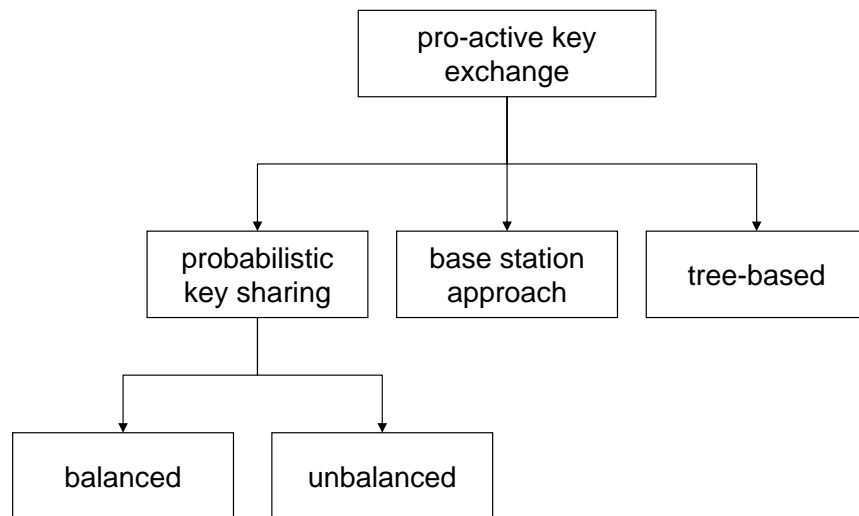 pro-active key
exchange
probabilistic
key sharing
base station
approach
tree-based
balanced
unbalanced